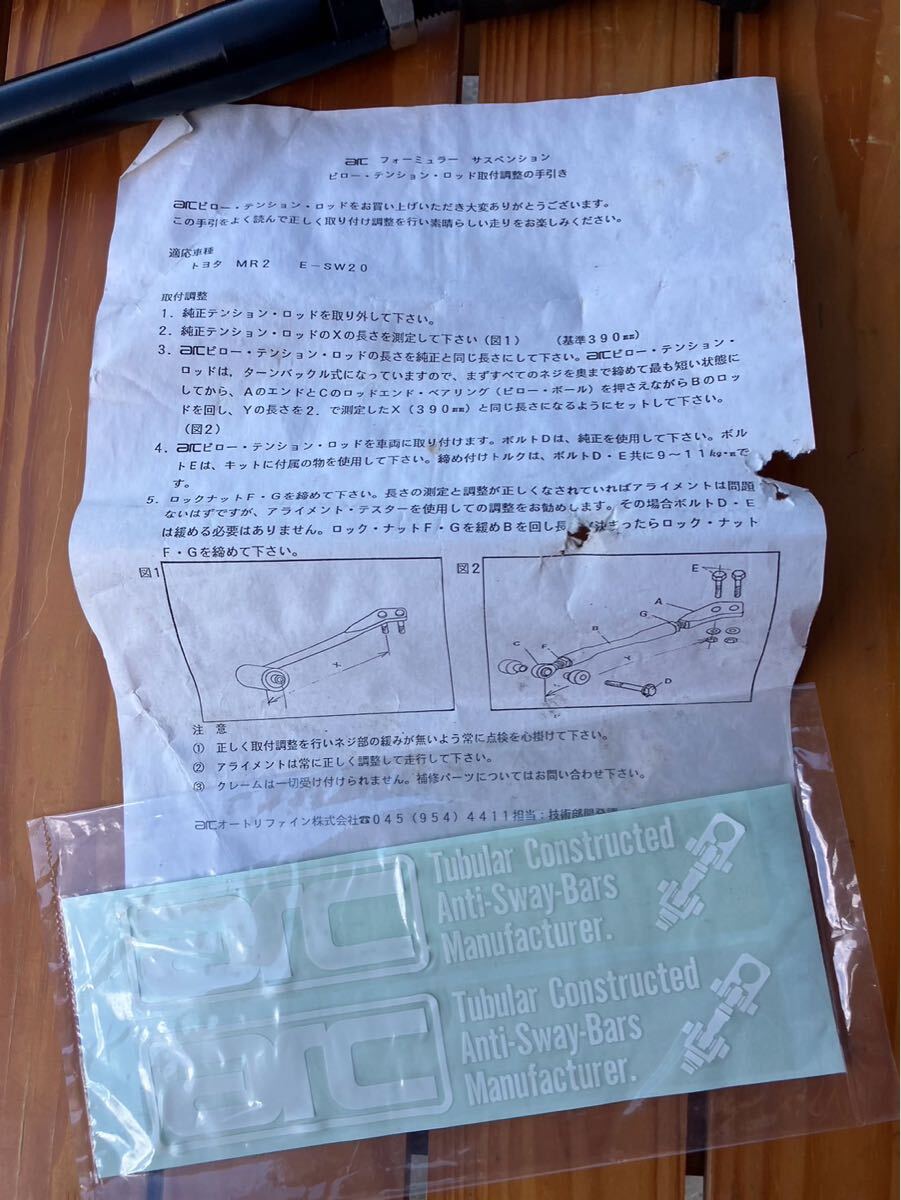 arc フォーミュラー サスペンション
ピロー・テンション・ロッド取付調整の手引き
arcピロー・テンション・ロッドをお買い上げいただき大変ありがとうございます。
この手引をよく読んで正しく取り付け調整を行い素晴らしい走りをお楽しみください。
適応車種
トヨタ MR2 E-SW20
取付調整
1. 純正テンション・ロッドを取り外して下さい。
2. 純正テンション・ロッドのXの長さを測定して下さい(図1) (基準390mm)
3. arcピロー・テンション・ロッドの長さを純正と同じ長さにして下さい。arcピロー・テンション・
ロッドは,ターンバックル式になっていますので、まずすべてのネジを奥まで締めて最も短い状態に
してから、AのエンドとCのロッドエンド・ベアリング(ピロー・ボール)を押さえながらBのロッ
ドを回し、Yの長さを2.で測定したX(390mm)と同じ長さになるようにセットして下さい。
(図2)
4. arcピロー・テンション・ロッドを車両に取り付けます。ボルトDは、純正を使用して下さい。ボル
トEは、キットに付属の物を使用して下さい。締め付けトルクは、ボルトD・E共に9〜11kg・mで
す。
5. ロックナットF・Gを締めて下さい。長さの測定と調整が正しくなされていればアライメントは問題
ないはずですが、アライメント・テスターを使用しての調整をお勧めします。その場合ボルトD・E
は緩める必要はありません。ロック・ナットF・Gを緩めBを回し長 決まったらロック・ナット
F・Gを締めて下さい。
図1
X
図2
E
A
G
B
C
F
Y
D
注 意
① 正しく取付調整を行いネジ部の緩みが無いよう常に点検を心掛けて下さい。
② アライメントは常に正しく調整して走行して下さい。
③ クレームは一切受け付けられません。補修パーツについてはお問い合わせ下さい。
arcオートリファイン株式会社☎045(954)4411担当:技術部開発課
arc
Tubular Constructed
Anti-Sway-Bars
Manufacturer.
arc
Tubular Constructed
Anti-Sway-Bars
Manufacturer.